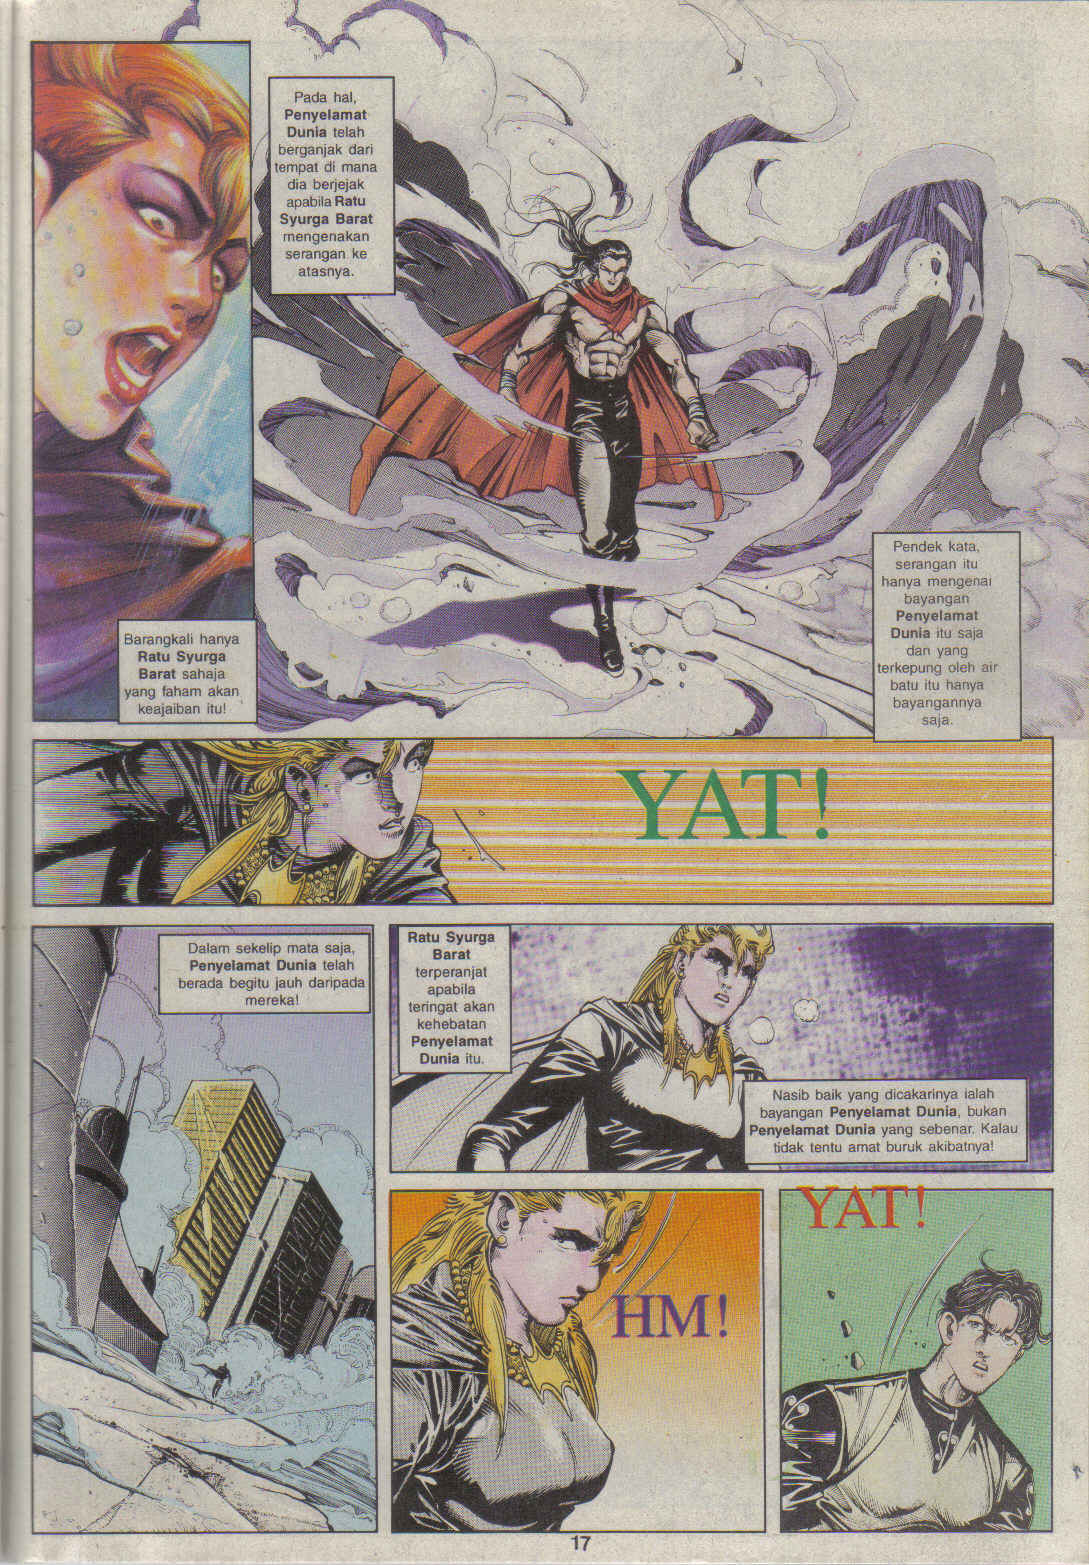 Pada hal,
Penyelamat
Dunia telah
berganjak dari
tempat di mana
dia berjejak
apabila Ratu
Syurga Barat
mengenakan
serangan ke
atasnya.
Barangkali hanya
Ratu Syurga
Barat sahaja
yang faham akan
keajaiban itu!
Pendek kata,
serangan itu
hanya mengenai
bayangan
Penyelamat
Dunia itu saja
dan yang
terkepung oleh air
batu itu hanya
bayangannya
saja.
YAT!
Dalam sekelip mata saja,
Penyelamat Dunia telah
berada begitu jauh daripada
mereka!
Ratu Syurga
Barat
terperanjat
apabila
teringat akan
kehebatan
Penyelamat
Dunia itu.
Nasib baik yang dicakarinya ialah
bayangan Penyelamat Dunia, bukan
Penyelamat Dunia yang sebenar. Kalau
tidak tentu amat buruk akibatnya!
HM!
YAT!
17